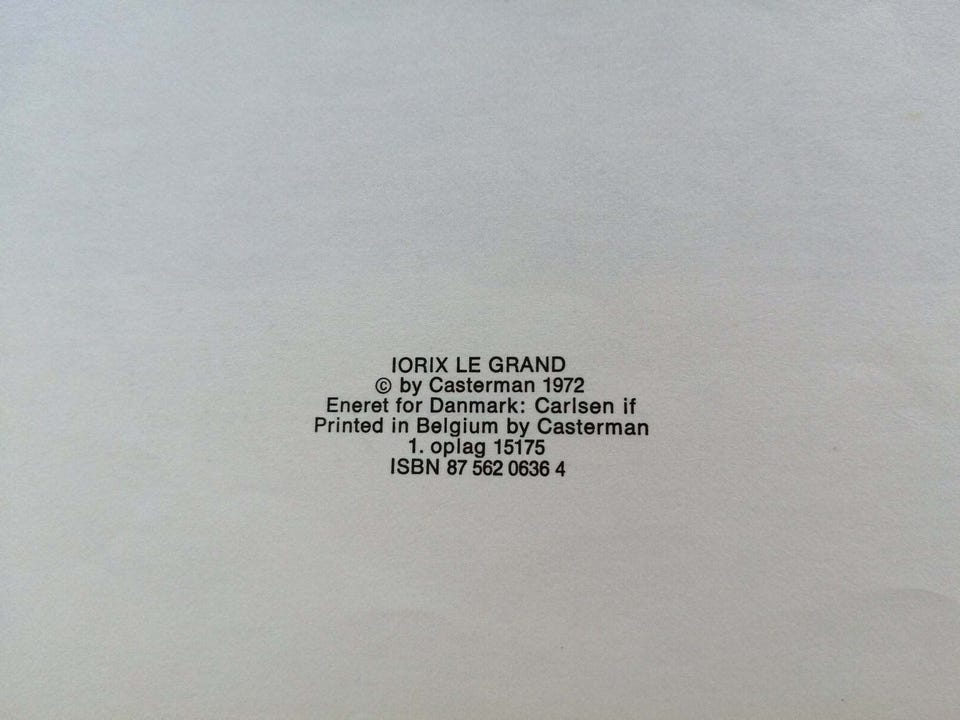 IORIX LE GRAND
© by Casterman 1972
Eneret for Danmark: Carlsen if
Printed in Belgium by Casterman
1. oplag 15175
ISBN 87 562 0636 4